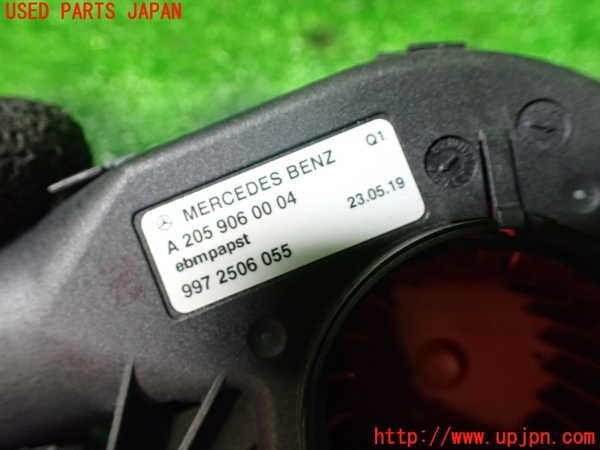 USED PARTS JAPAN
MERCEDES BENZ Q1
A 205 906 00 04 23.05.19
ebmpapst
997 2506 055
http://www.upjpn.com/